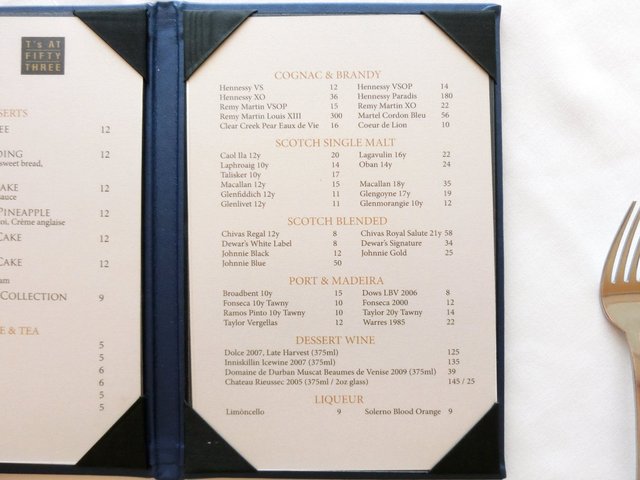 T's AT
FIFTY
THREE
SERTS
EE 12
DING 12
sweet bread,
CAKE 12
sauce
PINEAPPLE 12
oi, Crème anglaise
CAKE 12
CAKE 12
am
COLLECTION 9
E & TEA
5
5
6
6
5
5
COGNAC & BRANDY
Hennessy VS 12 Hennessy VSOP 14
Hennessy XO 36 Hennessy Paradis 180
Remy Martin VSOP 15 Remy Martin XO 22
Remy Martin Louis XIII 300 Martel Cordon Bleu 56
Clear Creek Pear Eaux de Vie 16 Coeur de Lion 10
SCOTCH SINGLE MALT
Caol Ila 12y 20 Lagavulin 16y 22
Laphroaig 10y 14 Oban 14y 24
Talisker 10y 17
Macallan 12y 15 Macallan 18y 35
Glenfiddich 12y 11 Glengoyne 17y 19
Glenlivet 12y 11 Glenmorangie 10y 12
SCOTCH BLENDED
Chivas Regal 12y 8 Chivas Royal Salute 21y 58
Dewar's White Label 8 Dewar's Signature 34
Johnnie Black 12 Johnnie Gold 25
Johnnie Blue 50
PORT & MADEIRA
Broadbent 10y 15 Dows LBV 2006 8
Fonseca 10y Tawny 10 Fonseca 2000 12
Ramos Pinto 10y Tawny 10 Taylor 20y Tawny 14
Taylor Vergellas 12 Warres 1985 22
DESSERT WINE
Dolce 2007, Late Harvest (375ml) 125
Inniskillin Icewine 2007 (375ml) 135
Domaine de Durban Muscat Beaumes de Venise 2009 (375ml) 39
Chateau Rieussec 2005 (375ml / 2oz glass) 145 / 25
LIQUEUR
Limóncello 9 Solerno Blood Orange 9